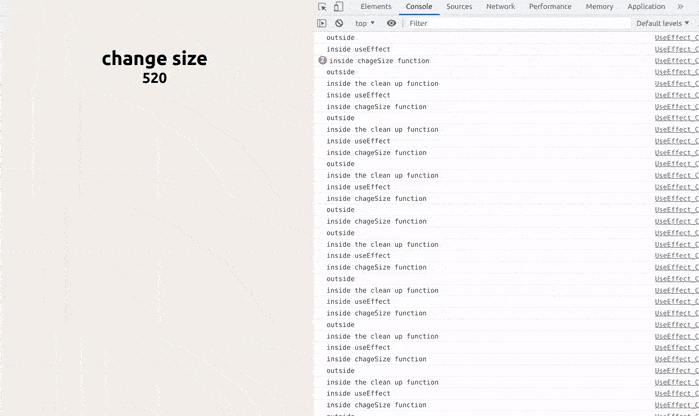 change size
520
Elements Console Sources Network Performance Memory Application »
top ▾ Filter Default levels ▾
outside UseEffect_C
inside useEffect UseEffect_C
2 inside chageSize function UseEffect_C
outside UseEffect_C
inside the clean up function UseEffect_C
inside useEffect UseEffect_C
inside chageSize function UseEffect_C
outside UseEffect_C
inside the clean up function UseEffect_C
inside useEffect UseEffect_C
inside chageSize function UseEffect_C
outside UseEffect_C
inside the clean up function UseEffect_C
inside useEffect UseEffect_C
inside chageSize function UseEffect_C
outside UseEffect_C
inside chageSize function UseEffect_C
outside UseEffect_C
inside the clean up function UseEffect_C
inside useEffect UseEffect_C
inside chageSize function UseEffect_C
outside UseEffect_C
inside the clean up function UseEffect_C
inside useEffect UseEffect_C
inside chageSize function UseEffect_C
outside UseEffect_C
inside the clean up function UseEffect_C
inside useEffect UseEffect_C
inside chageSize function UseEffect_C
outside UseEffect_C
inside the clean up function UseEffect_C
inside useEffect UseEffect_C
inside chageSize function UseEffect_C